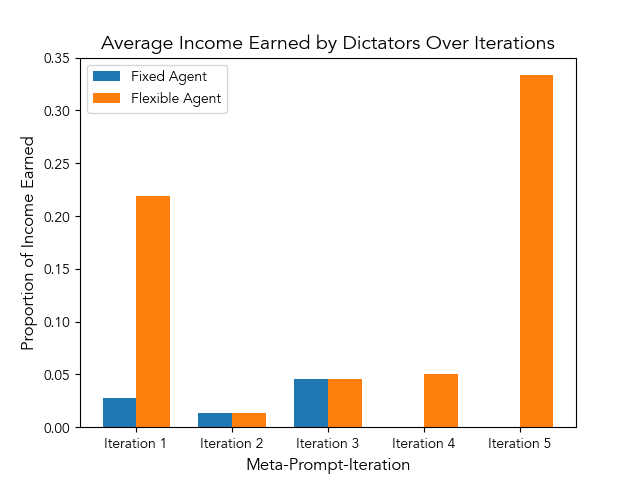 Average Income Earned by Dictators Over Iterations
Fixed Agent
Flexible Agent
Proportion of Income Earned
0.35
0.30
0.25
0.20
0.15
0.10
0.05
0.00
Iteration 1
Iteration 2
Iteration 3
Iteration 4
Iteration 5
Meta-Prompt-Iteration